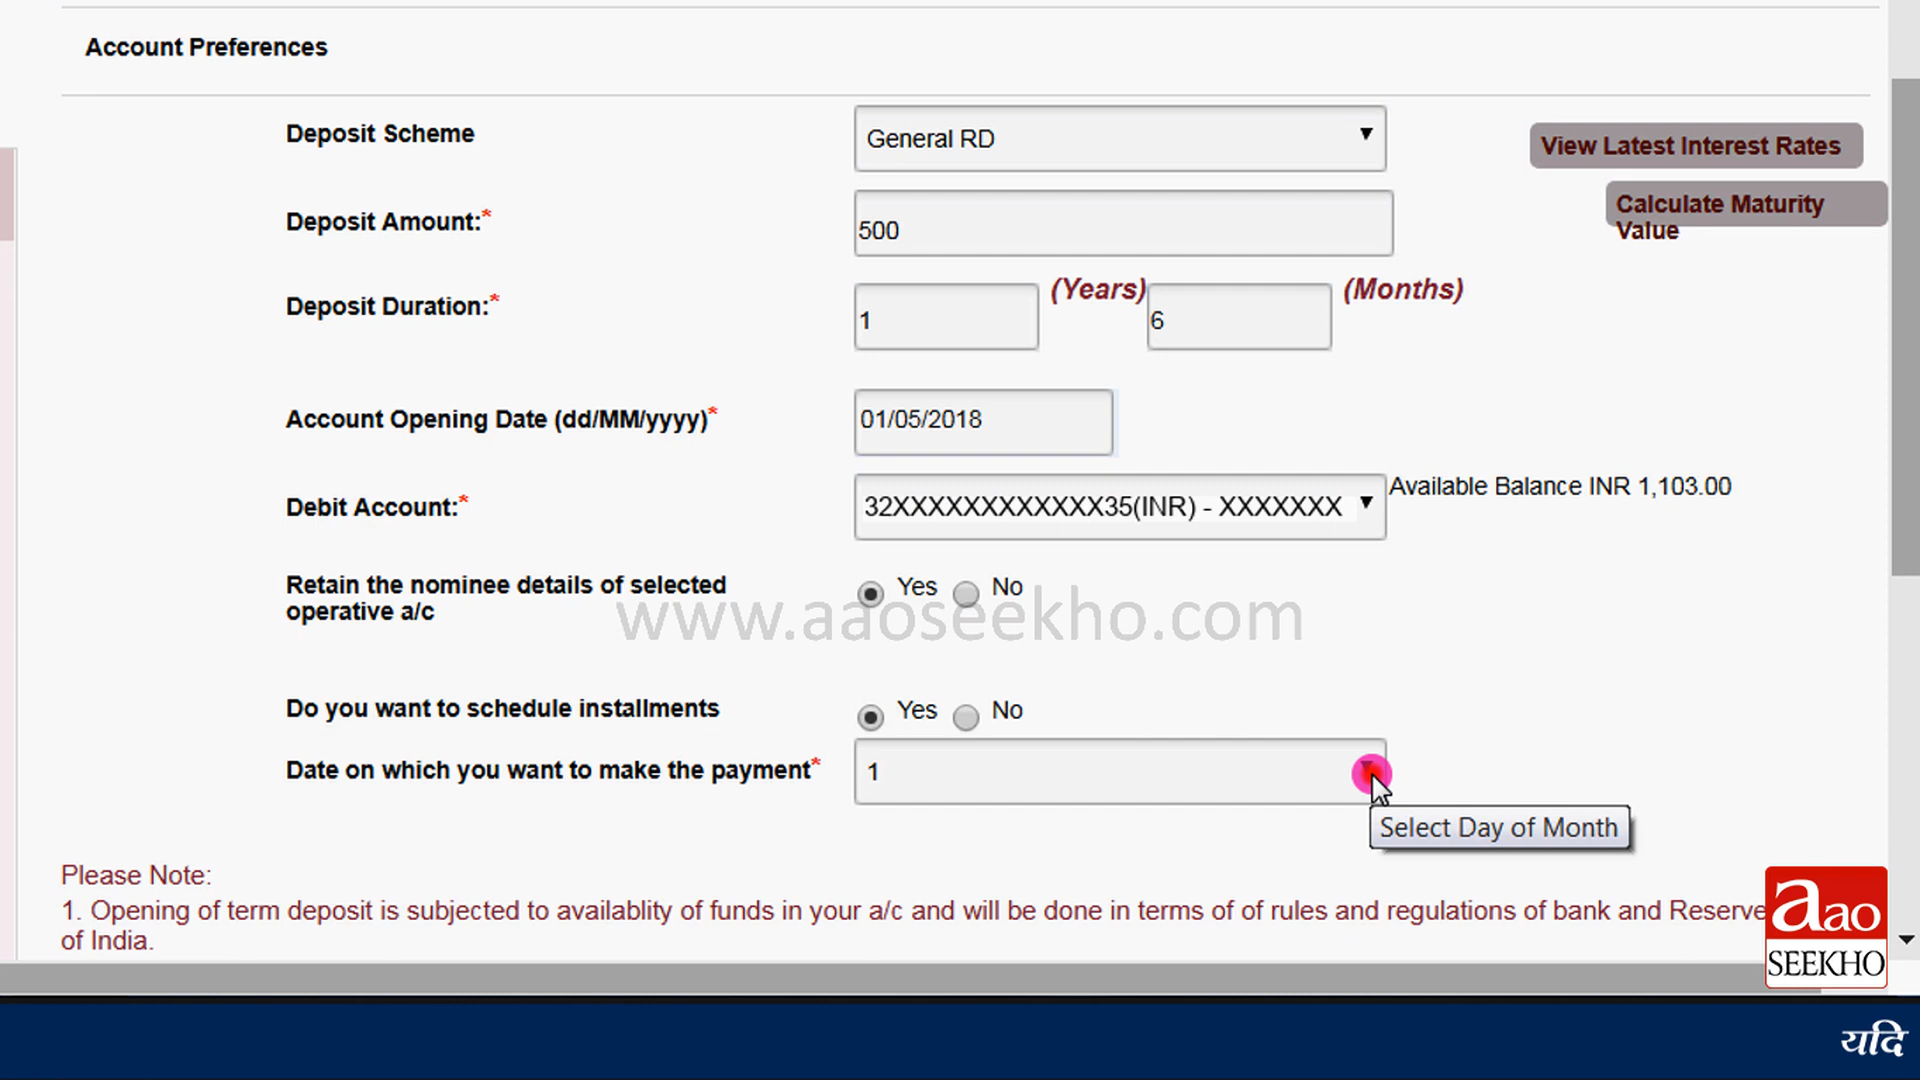 Account Preferences
Deposit Scheme
General RD
View Latest Interest Rates
Deposit Amount:*
500
Calculate Maturity
Value
Deposit Duration:*
1
(Years)
6
(Months)
Account Opening Date (dd/MM/yyyy)*
01/05/2018
Debit Account:*
32XXXXXXXXXXXX35(INR) - XXXXXXX
Available Balance INR 1,103.00
Retain the nominee details of selected
operative a/c
Yes
No
www.aaoseekho.com
Do you want to schedule installments
Yes
No
Date on which you want to make the payment*
1
Select Day of Month
Please Note:
1. Opening of term deposit is subjected to availablity of funds in your a/c and will be done in terms of of rules and regulations of bank and Reserve
of India.
aao
SEEKHO
यदि